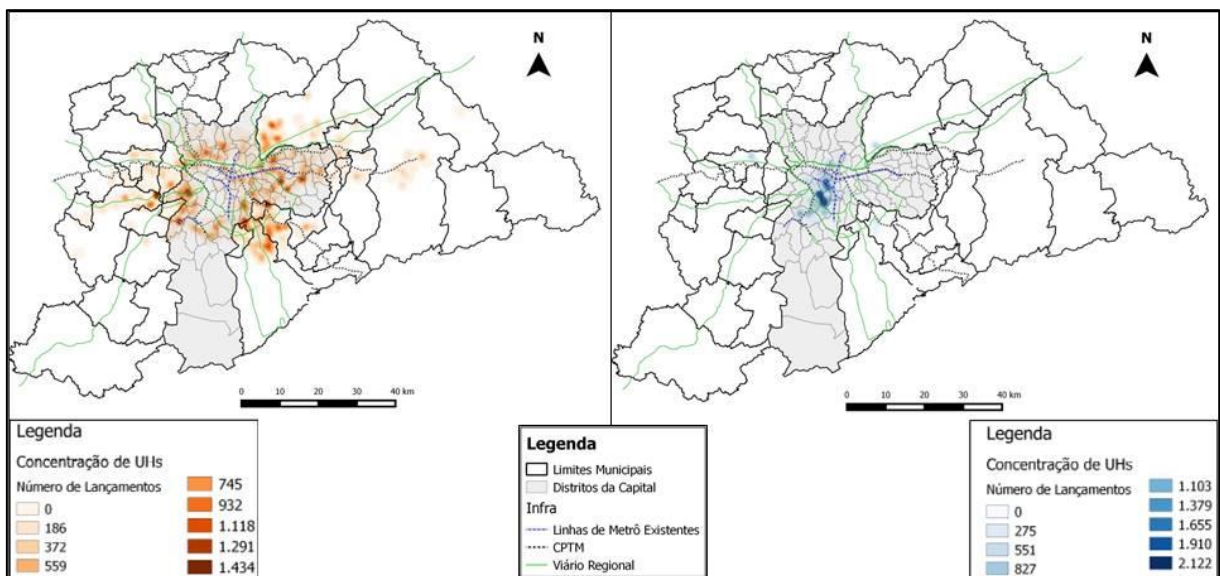 N
0 10 20 30 40 km
Legenda
Concentração de UHs
Número de Lançamentos
0
186
372
559
745
932
1.118
1.291
1.434
Legenda
Limites Municipais
Distritos da Capital
Infra
Linhas de Metrô Existentes
CPTM
Viário Regional
N
0 10 20 30 40 km
Legenda
Concentração de UHs
Número de Lançamentos
0
275
551
827
1.103
1.379
1.655
1.910
2.122